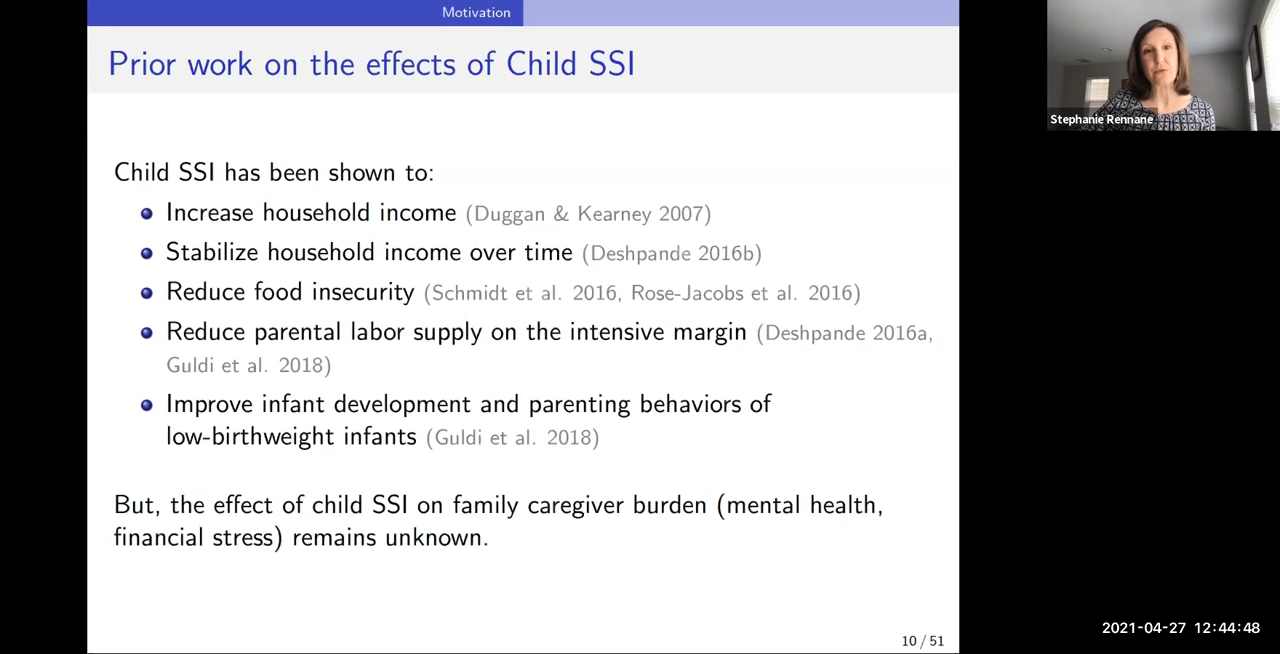 Motivation
Prior work on the effects of Child SSI
Stephanie Rennane
Child SSI has been shown to:
Increase household income (Duggan & Kearney 2007)
Stabilize household income over time (Deshpande 2016b)
Reduce food insecurity (Schmidt et al. 2016, Rose-Jacobs et al. 2016)
Reduce parental labor supply on the intensive margin (Deshpande 2016a,
Guldi et al. 2018)
Improve infant development and parenting behaviors of
low-birthweight infants (Guldi et al. 2018)
But, the effect of child SSI on family caregiver burden (mental health,
financial stress) remains unknown.
10 / 51
2021-04-27 12:44:48